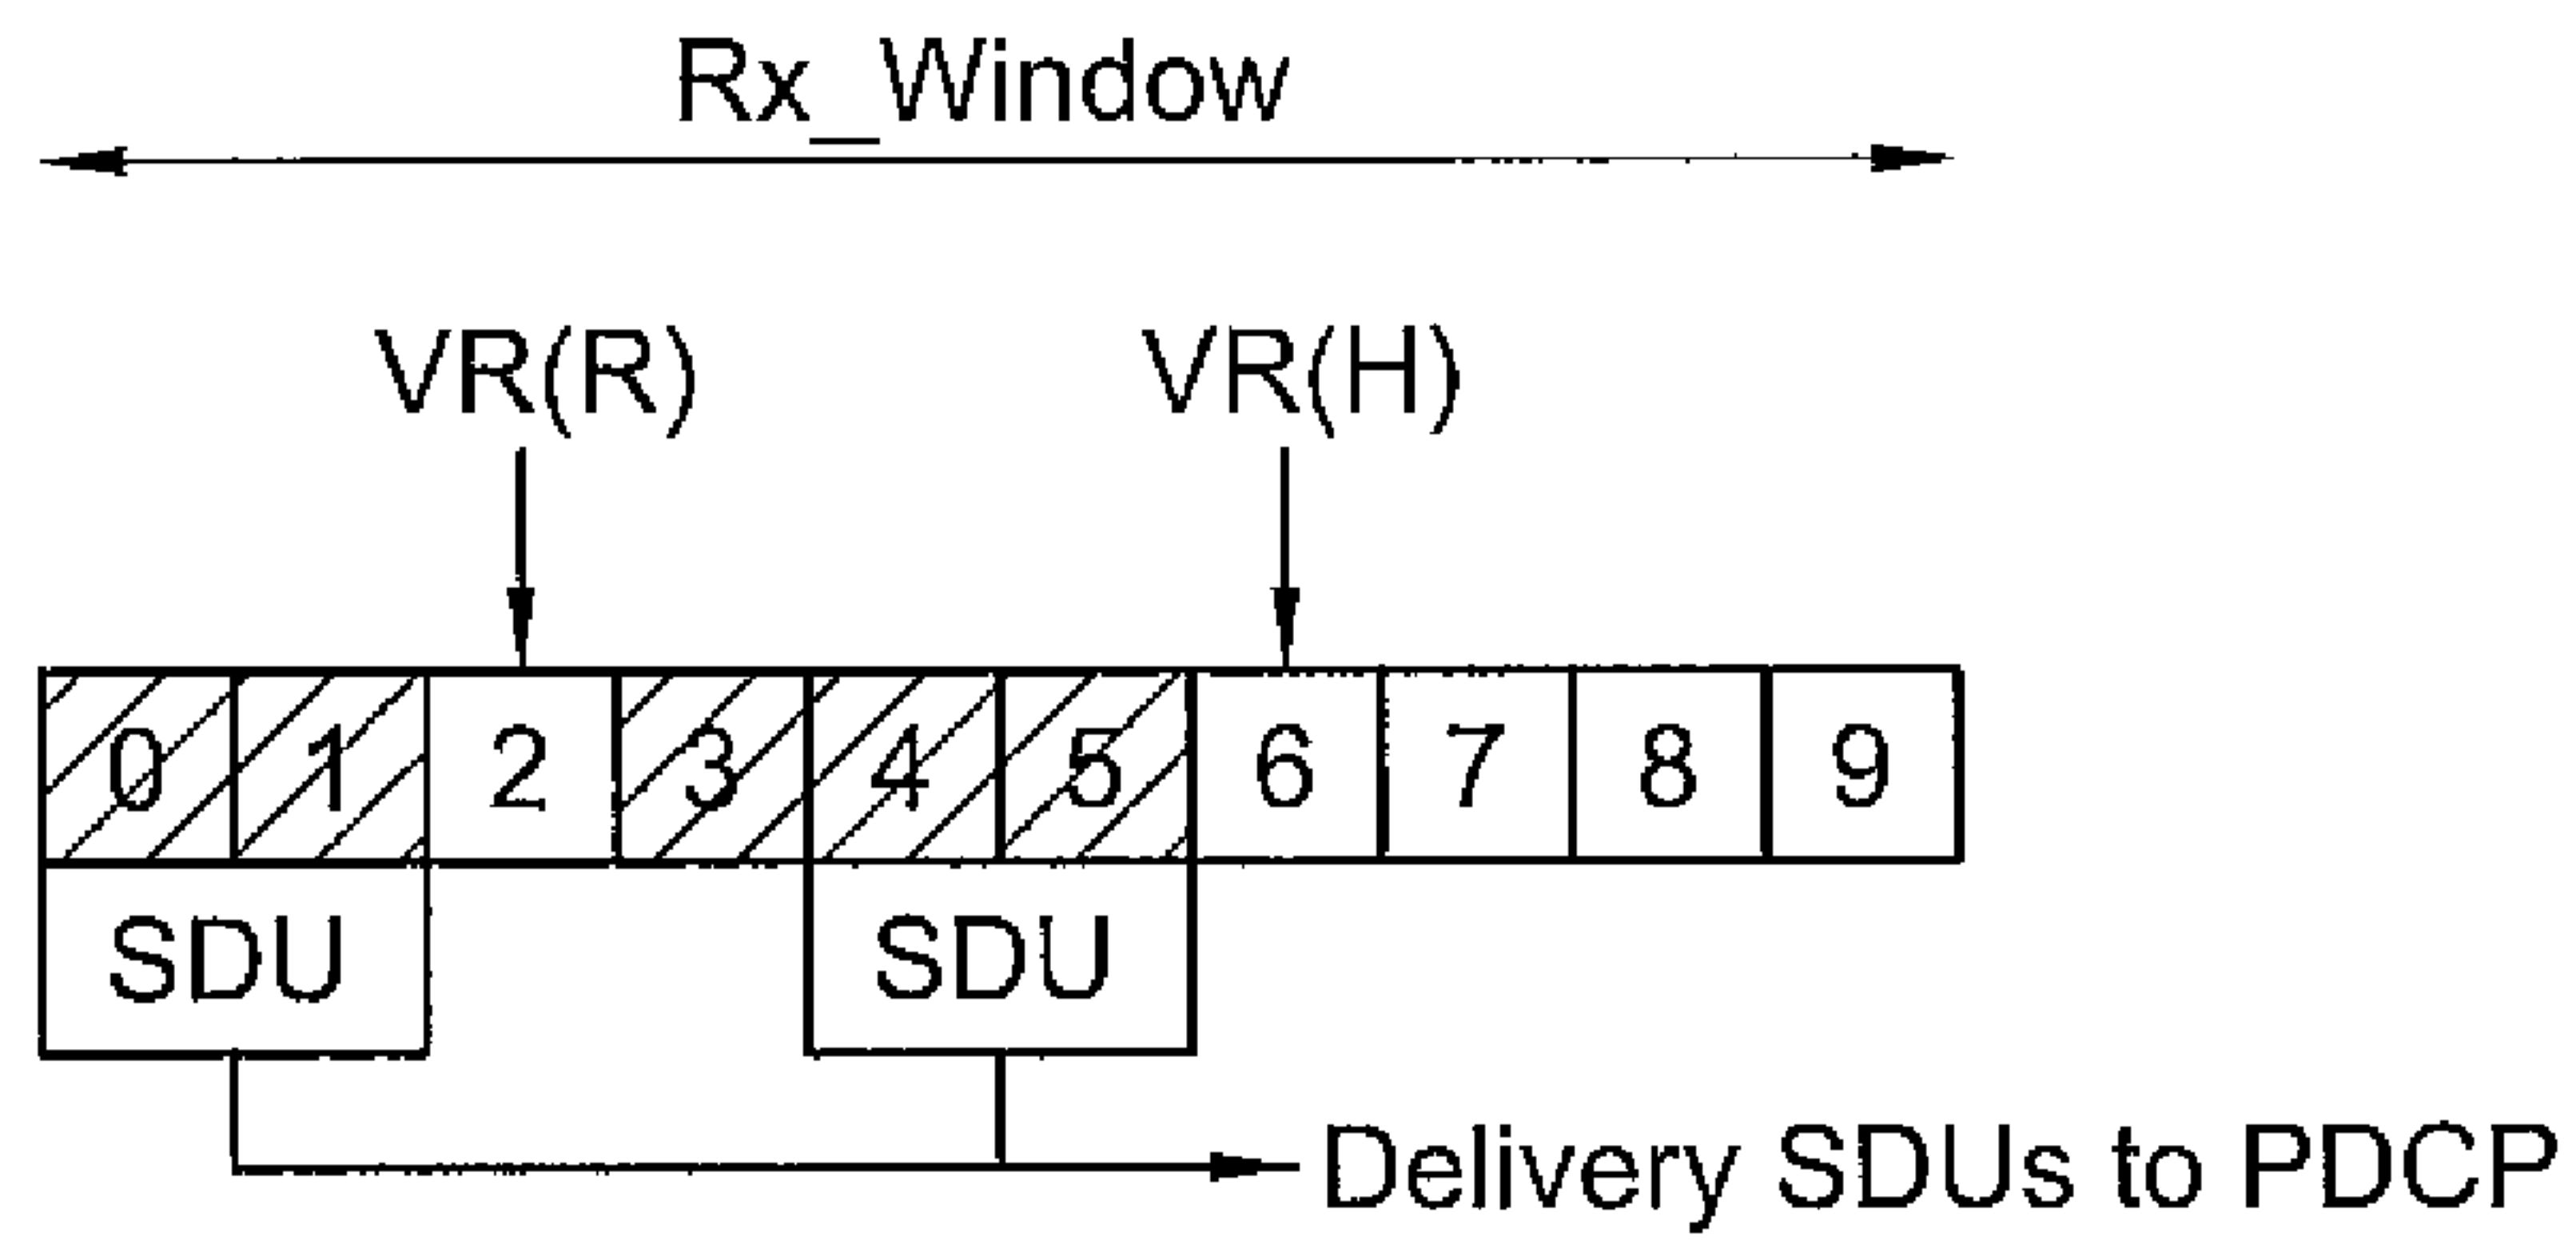 Rx_Window
VR(R) VR(H)
0 1 2 3 4 5 6 7 8 9
SDU SDU
Delivery SDUs to PDCP